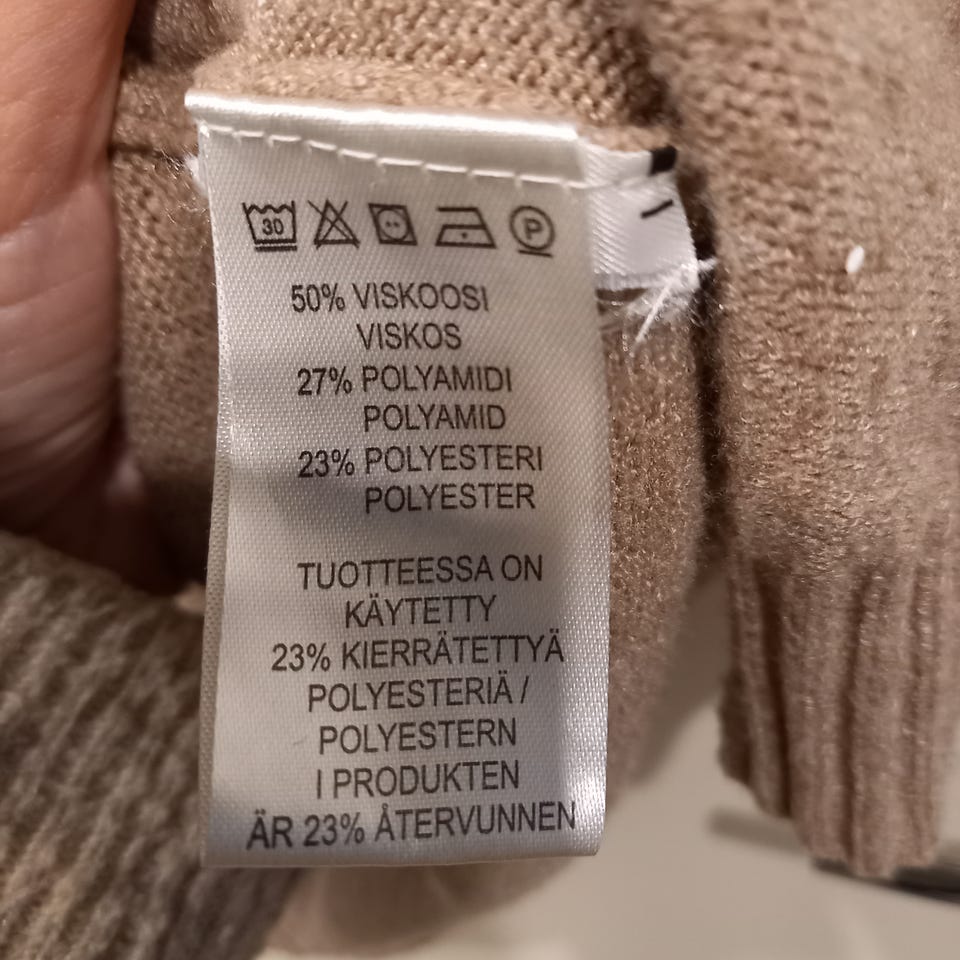 30 P
50% VISKOOSI
VISKOS
27% POLYAMIDI
POLYAMID
23% POLYESTERI
POLYESTER
TUOTTEESSA ON
KÄYTETTY
23% KIERRÄTETTYÄ
POLYESTERIÄ /
POLYESTERN
I PRODUKTEN
ÄR 23% ÅTERVUNNEN